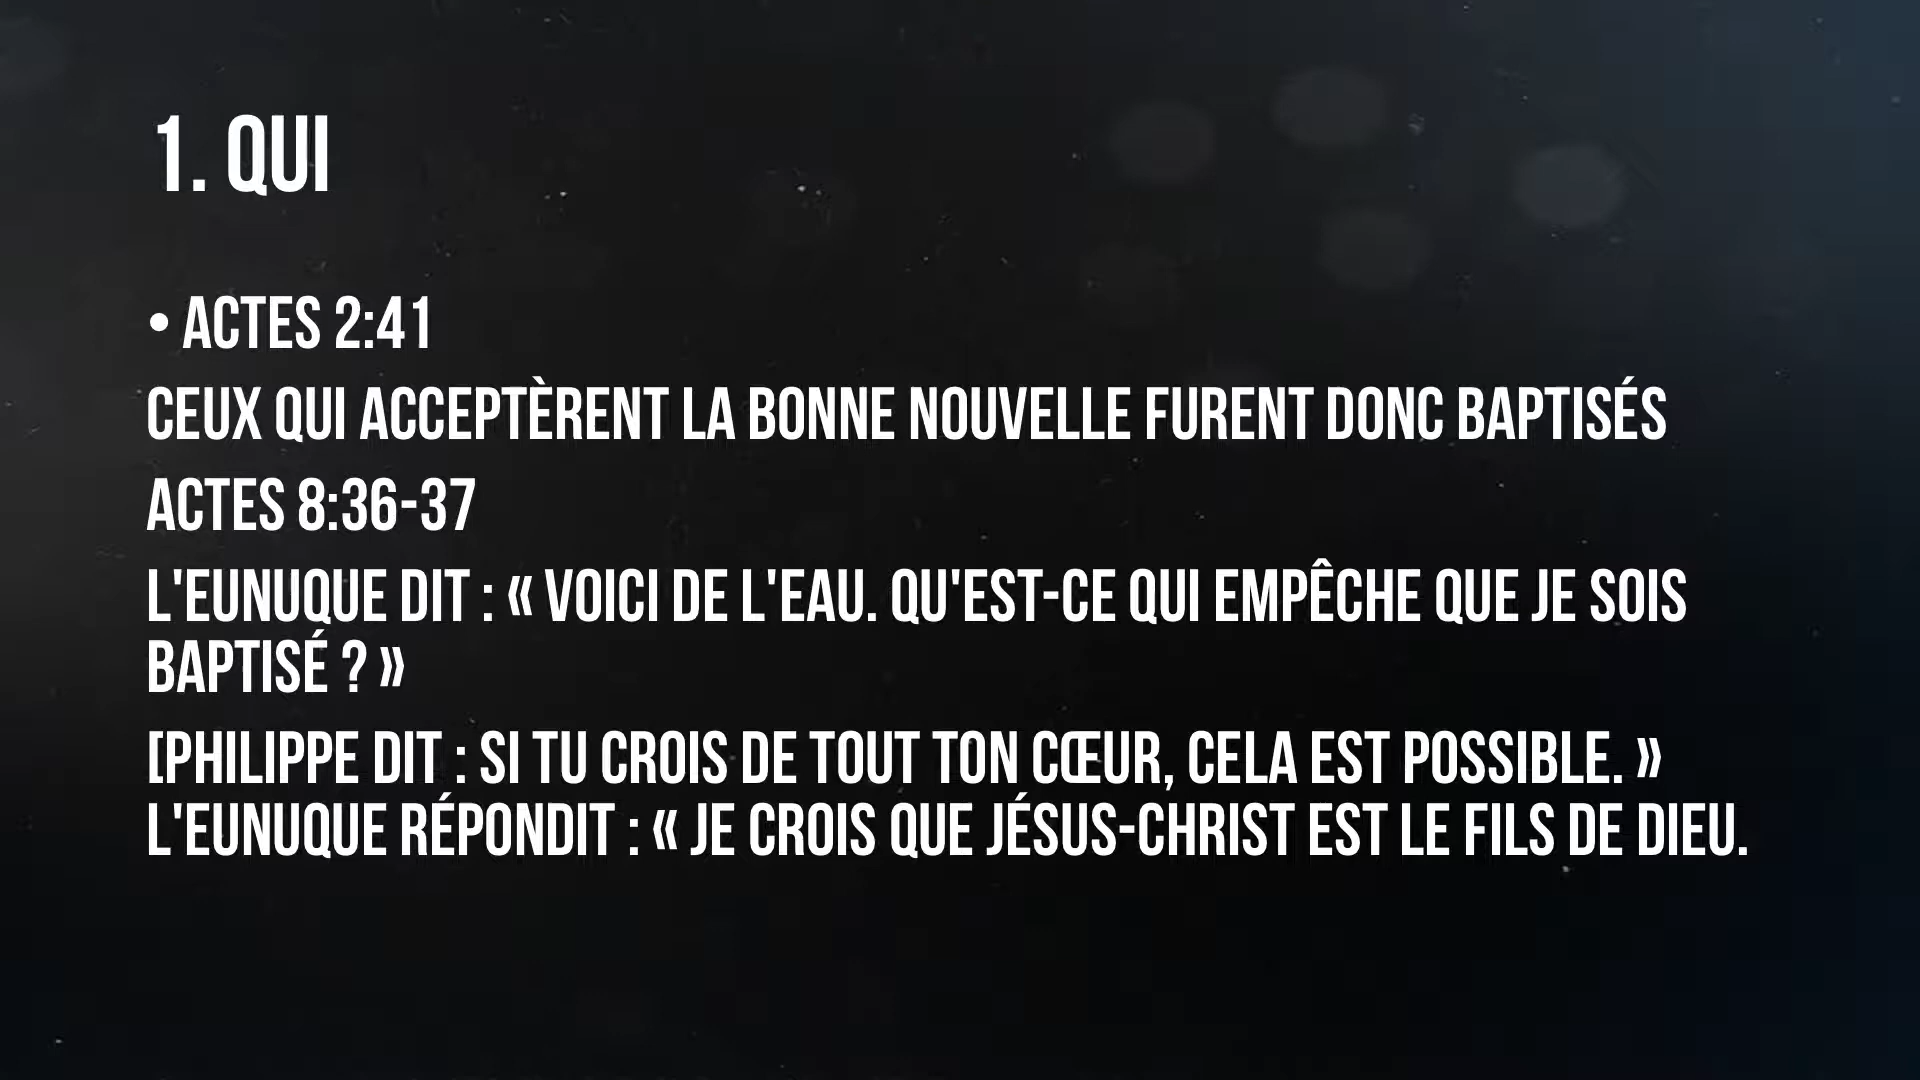 1. QUI
• ACTES 2:41
CEUX QUI ACCEPTÈRENT LA BONNE NOUVELLE FURENT DONC BAPTISÉS
ACTES 8:36-37
L'EUNUQUE DIT : « VOICI DE L'EAU. QU'EST-CE QUI EMPÊCHE QUE JE SOIS
BAPTISÉ ? »
[PHILIPPE DIT : SI TU CROIS DE TOUT TON CŒUR, CELA EST POSSIBLE. »
L'EUNUQUE RÉPONDIT : « JE CROIS QUE JÉSUS-CHRIST EST LE FILS DE DIEU.